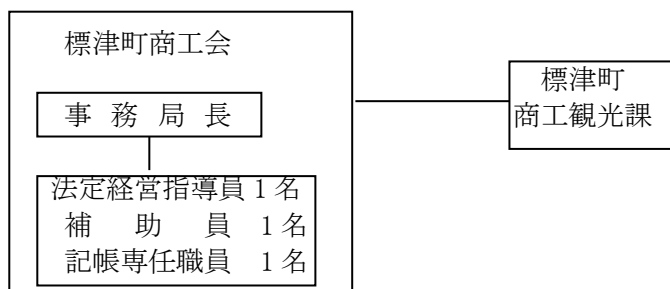 標津町商工会
事 務 局 長
法定経営指導員1名
補　助　員 1名
記帳専任職員 1名
標津町
商工観光課